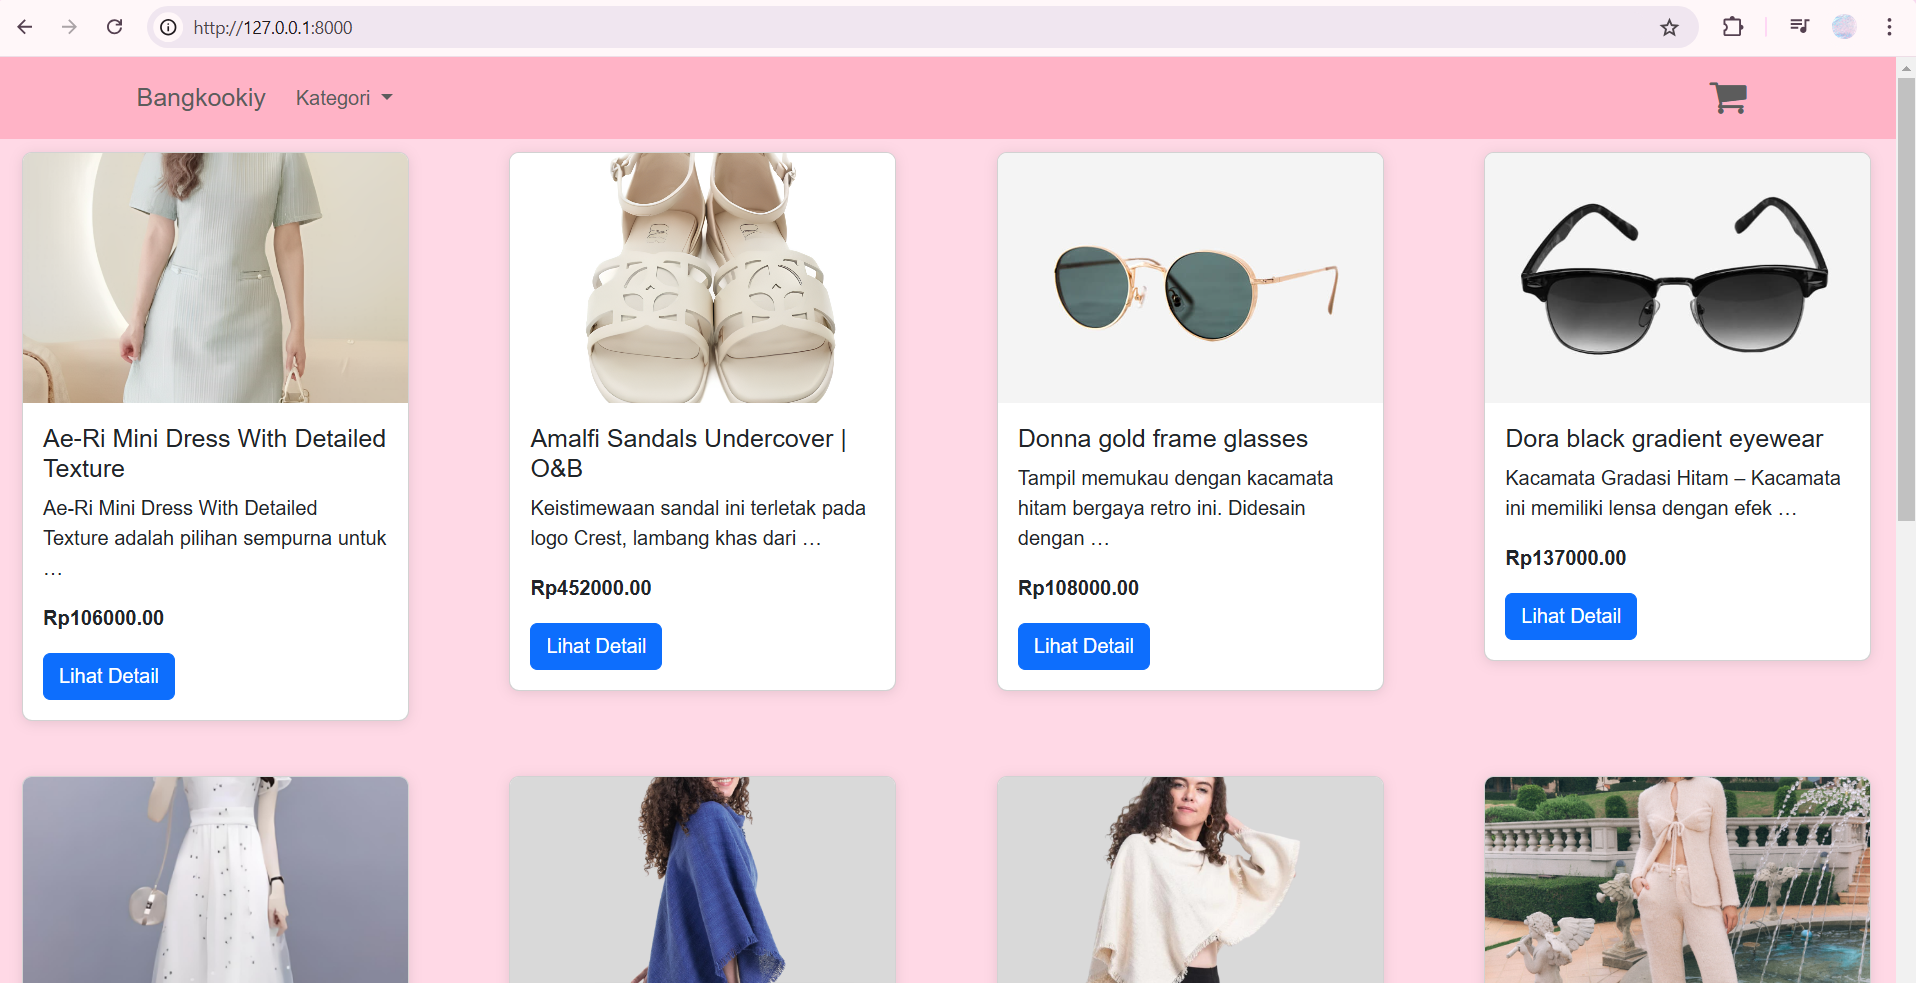 http://127.0.0.1:8000
Bangkookiy
Kategori
Ae-Ri Mini Dress With Detailed
Texture
Ae-Ri Mini Dress With Detailed
Texture adalah pilihan sempurna untuk
…
Rp106000.00
Lihat Detail
Amalfi Sandals Undercover |
O&B
Keistimewaan sandal ini terletak pada
logo Crest, lambang khas dari …
Rp452000.00
Lihat Detail
Donna gold frame glasses
Tampil memukau dengan kacamata
hitam bergaya retro ini. Didesain
dengan …
Rp108000.00
Lihat Detail
Dora black gradient eyewear
Kacamata Gradasi Hitam – Kacamata
ini memiliki lensa dengan efek …
Rp137000.00
Lihat Detail